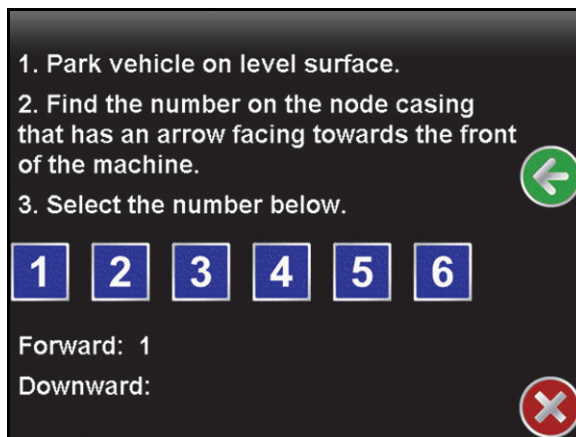 1. Park vehicle on level surface.
2. Find the number on the node casing
that has an arrow facing towards the front
of the machine.
3. Select the number below.
1 2 3 4 5 6
Forward: 1
Downward: